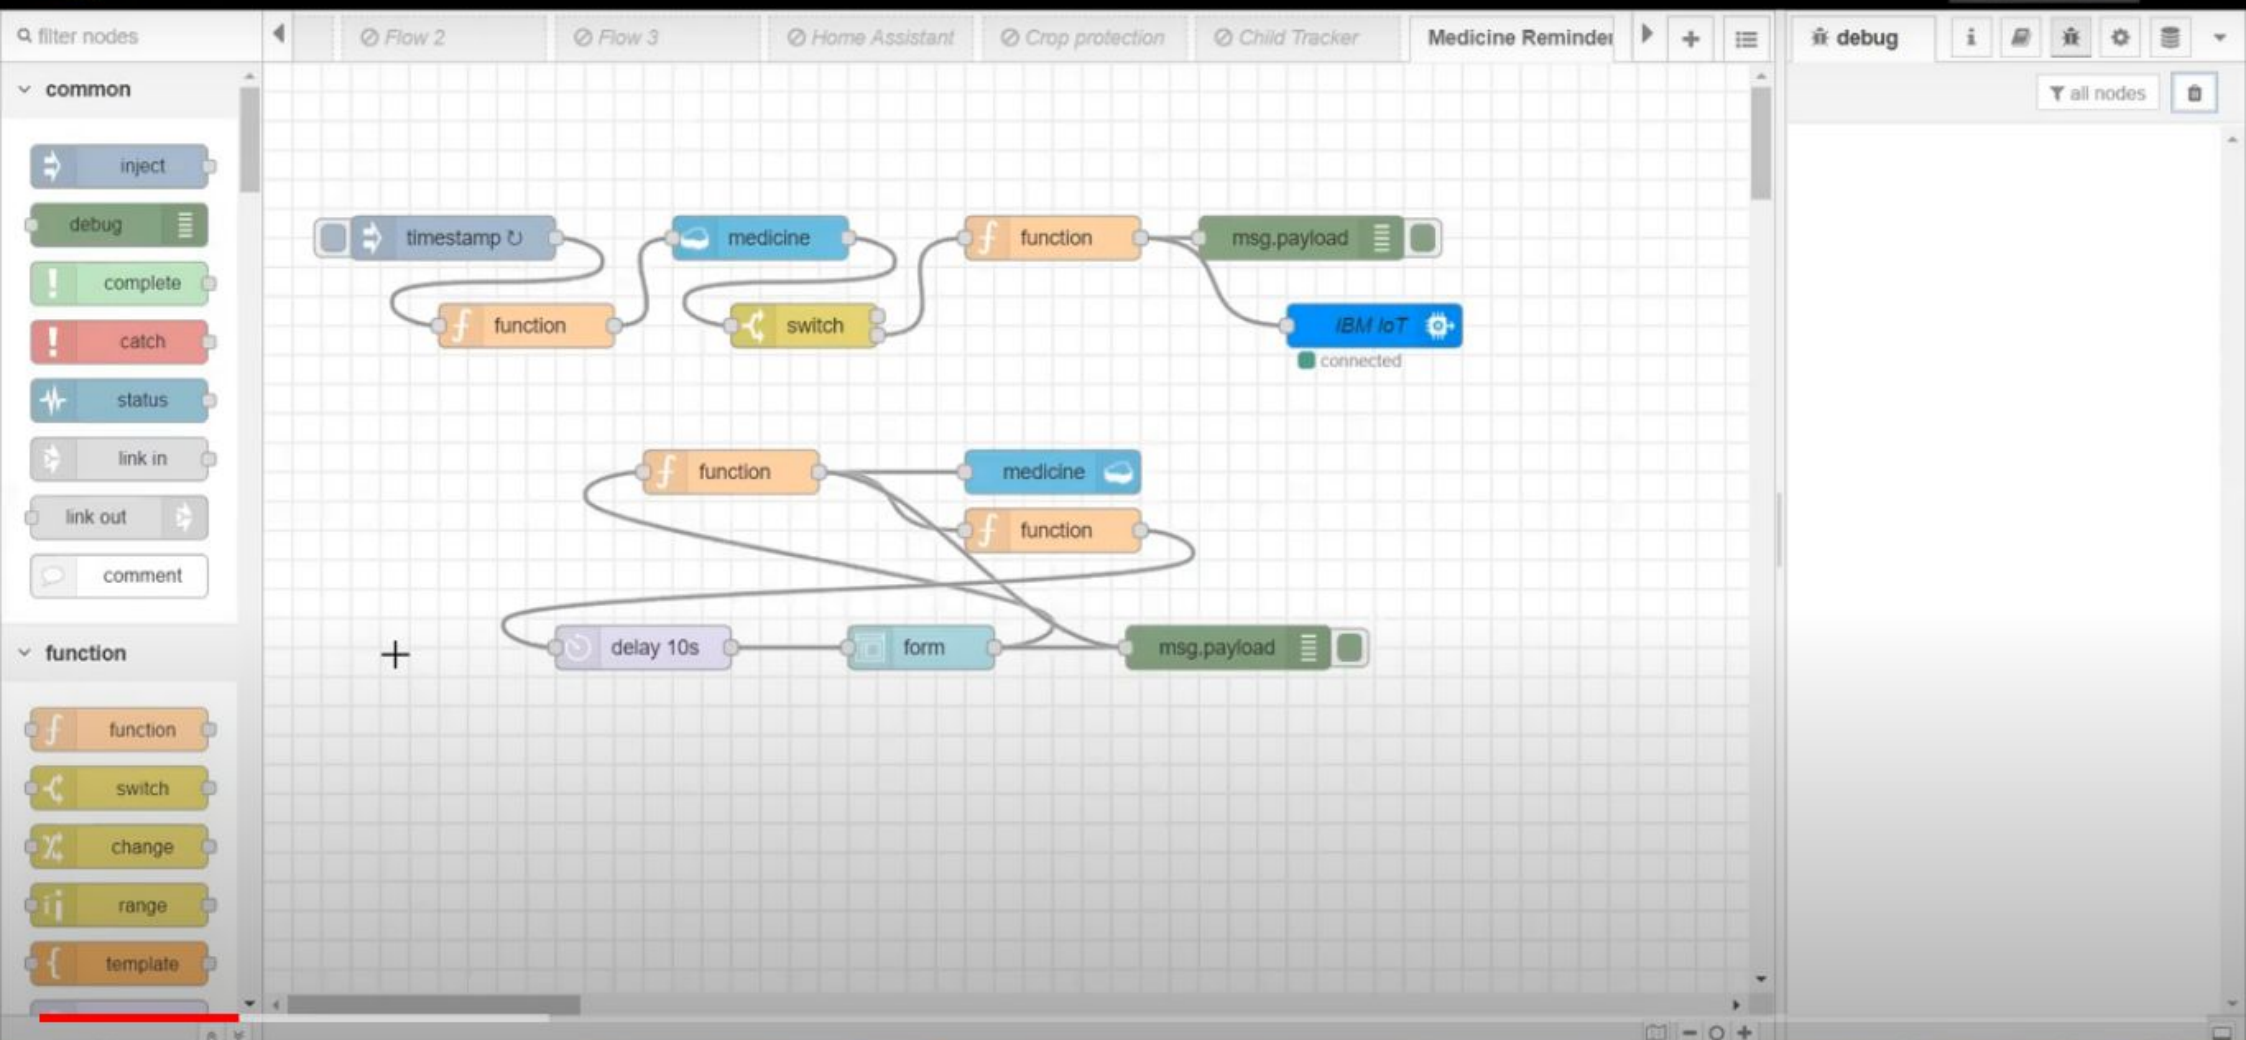 filter nodes
Flow 2
Flow 3
Home Assistant
Crop protection
Child Tracker
Medicine Reminder
debug
all nodes
common
inject
debug
complete
catch
status
link in
link out
comment
function
function
switch
change
range
template
timestamp ↻
medicine
function
msg.payload
function
switch
IBM IoT
connected
function
medicine
function
delay 10s
form
msg.payload